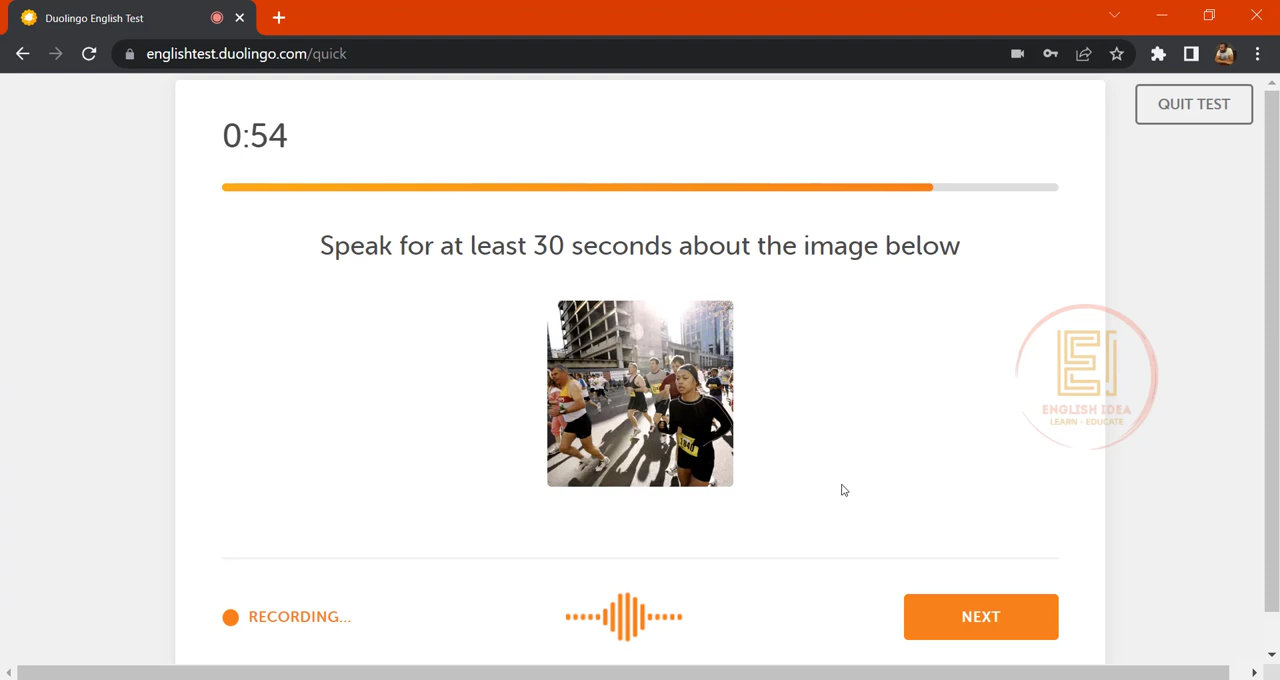 Duolingo English Test
englishtest.duolingo.com/quick
QUIT TEST
0:54
Speak for at least 30 seconds about the image below
ENGLISH IDEA
LEARN - EDUCATE
RECORDING...
NEXT